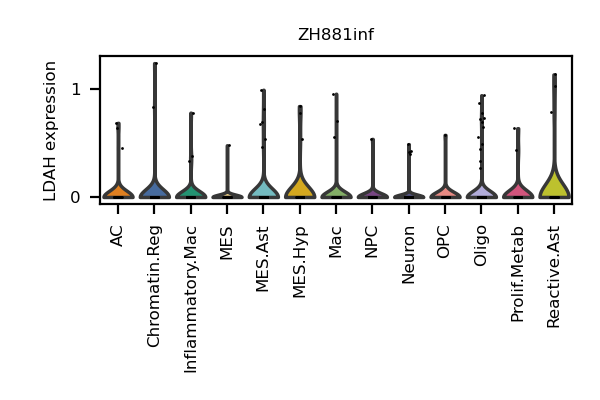 ZH881inf
LDAH expression
1
0
AC
Chromatin.Reg
Inflammatory.Mac
MES
MES.Ast
MES.Hyp
Mac
NPC
Neuron
OPC
Oligo
Prolif.Metab
Reactive.Ast